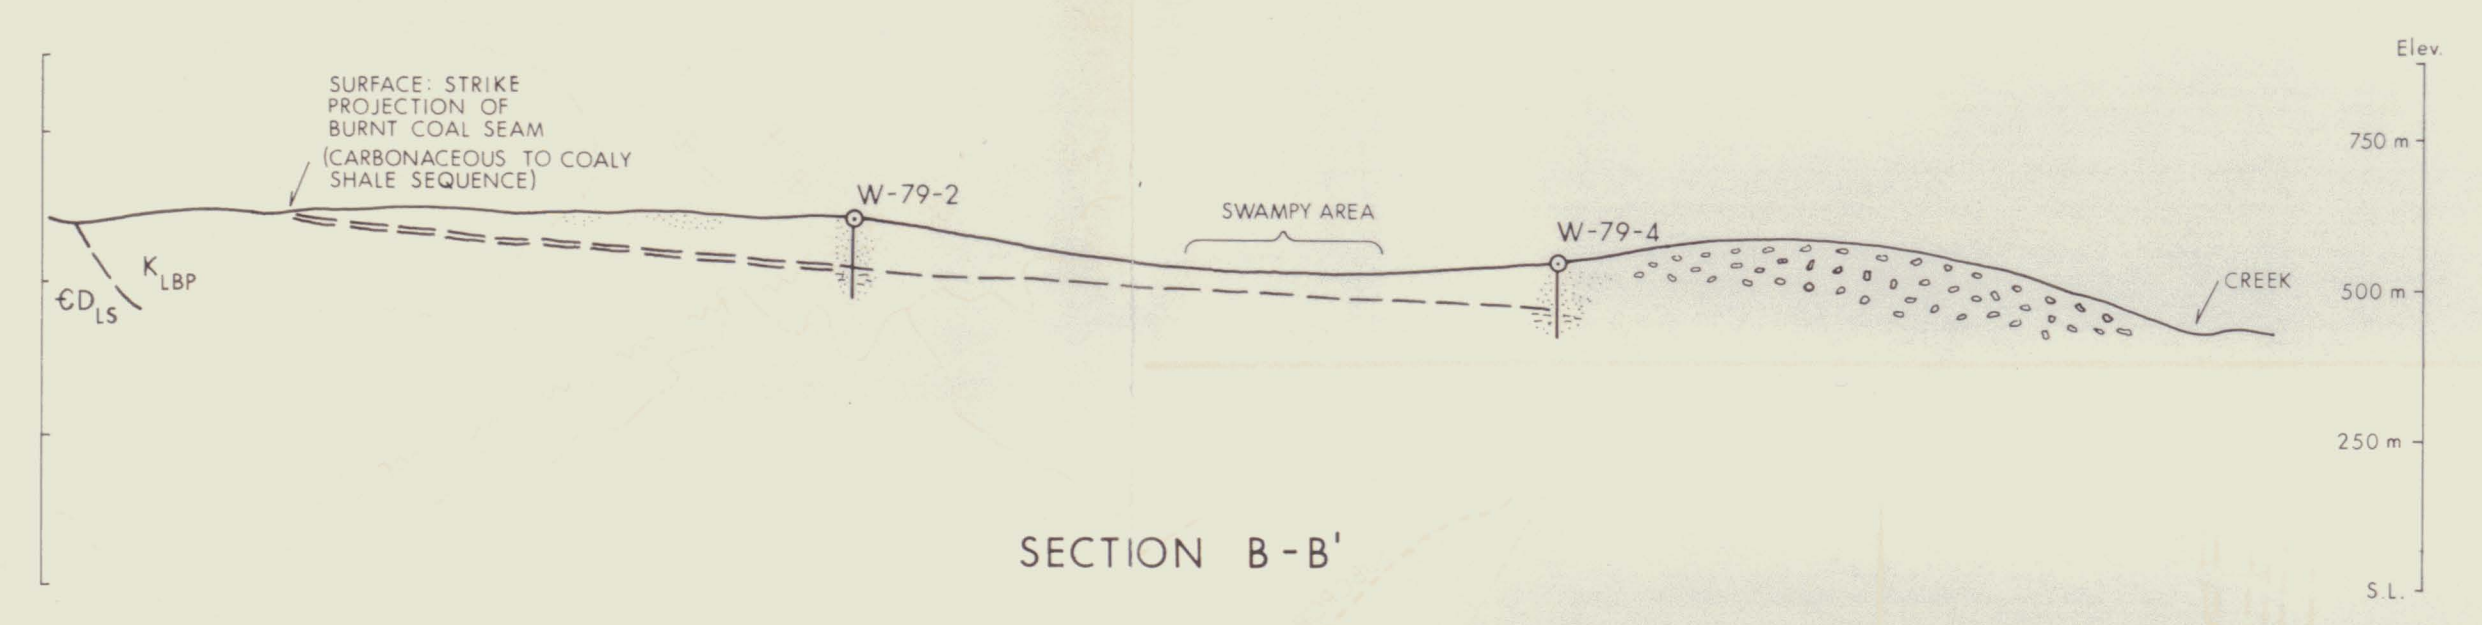 Elev.
SURFACE: STRIKE
PROJECTION OF
BURNT COAL SEAM
(CARBONACEOUS TO COALY
SHALE SEQUENCE)
750 m
W-79-2
SWAMPY AREA
W-79-4
K LBP
ЄD LS
CREEK
500 m
250 m
SECTION B-B'
S.L.